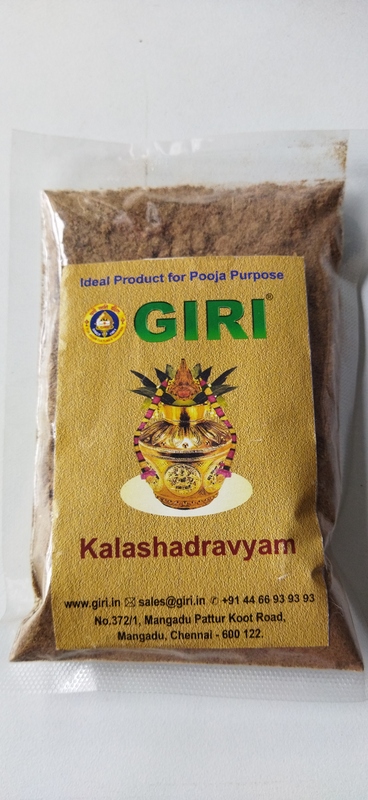 Ideal Product for Pooja Purpose
GIRI®
Kalashadravyam
www.giri.in ✉ sales@giri.in ✆ +91 44 66 93 93 93
No.372/1, Mangadu Pattur Koot Road,
Mangadu, Chennai - 600 122.